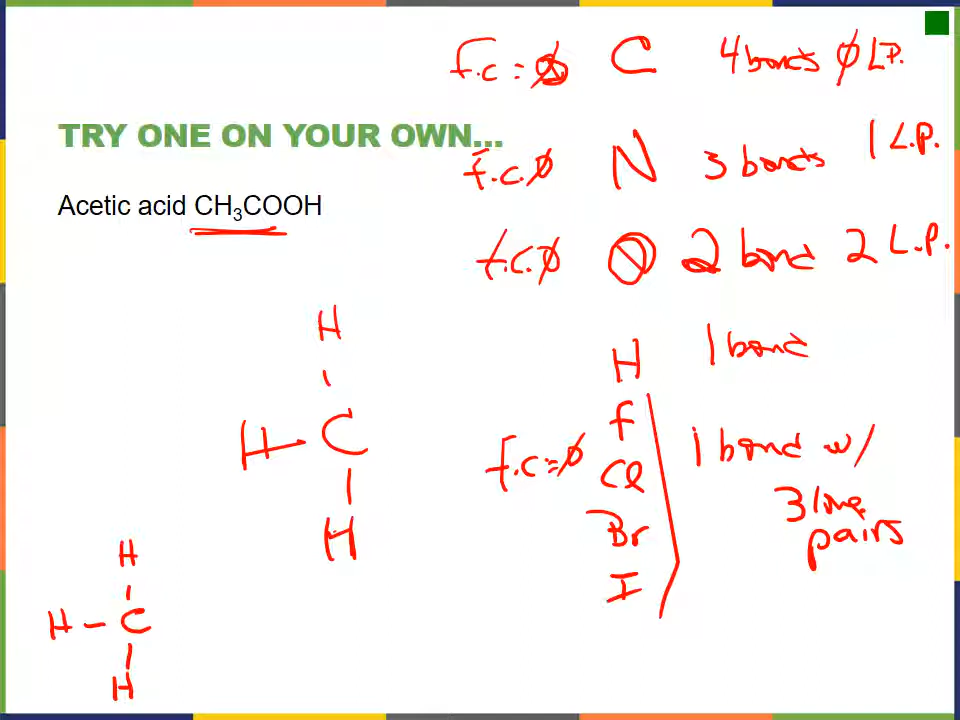 f.c = Ø C 4 bonds Ø L.P.
TRY ONE ON YOUR OWN...
f.c. Ø N 3 bonds 1 L.P.
Acetic acid CH₃COOH
f.c. Ø O 2 bond 2 L.P.
H
H 1 bond
F
H C
f.c = Ø Cl 1 bond w/
3 lone
Br pairs
H
H
I
H – C
H